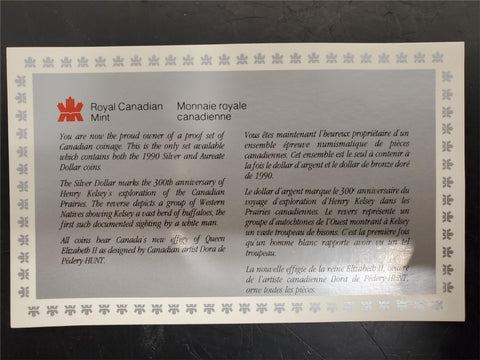 Royal Canadian
Mint
Monnaie royale
canadienne
You are now the proud owner of a proof set of
Canadian coinage. This is the only set available
which contains both the 1990 Silver and Aureate
Dollar coins.
The Silver Dollar marks the 300th anniversary of
Henry Kelsey's exploration of the Canadian
Prairies. The reverse depicts a group of Western
Natives showing Kelsey a vast herd of buffaloes, the
first such documented sighting by a white man.
All coins bear Canada's new effigy of Queen
Elizabeth II as designed by Canadian artist Dora de
Pédery-HUNT.
Vous êtes maintenant l'heureux propriétaire d'un
ensemble épreuve numismatique de pièces
canadiennes. Cet ensemble est le seul à contenir à
la fois le dollar d'argent et le dollar de bronze doré
de 1990.
Le dollar d'argent marque le 300e anniversaire du
voyage d'exploration d'Henry Kelsey dans les
Prairies canadiennes. Le revers représente un
groupe d'autochtones de l'Ouest montrant à Kelsey
un vaste troupeau de bisons. C'est la première fois
qu'un homme blanc rapporte avoir vu un tel
troupeau.
La nouvelle effigie de la reine Elizabeth II, oeuvre
de l'artiste canadienne Dora de Pédery-HUNT,
orne toutes les pièces.